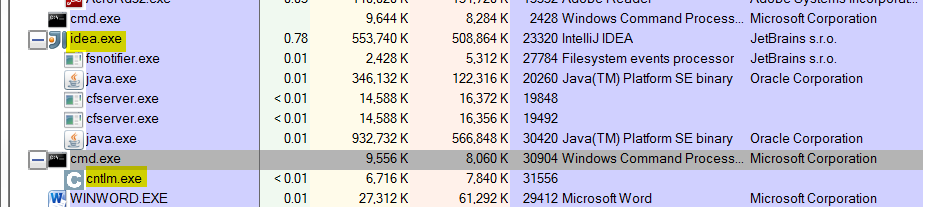 cmd.exe 9,644 K 8,284 K 2428 Windows Command Process... Microsoft Corporation
idea.exe 0.78 553,740 K 508,864 K 23320 IntelliJ IDEA JetBrains s.r.o.
fsnotifier.exe 0.01 2,428 K 5,312 K 27784 Filesystem events processor JetBrains s.r.o.
java.exe 0.01 346,132 K 122,316 K 20260 Java(TM) Platform SE binary Oracle Corporation
cfserver.exe < 0.01 14,588 K 16,372 K 19848
cfserver.exe < 0.01 14,588 K 16,356 K 19492
java.exe 0.01 932,732 K 566,848 K 30420 Java(TM) Platform SE binary Oracle Corporation
cmd.exe 9,556 K 8,060 K 30904 Windows Command Process... Microsoft Corporation
cntlm.exe < 0.01 6,716 K 7,840 K 31556
WINWORD.EXE 0.01 27,312 K 61,292 K 29412 Microsoft Word Microsoft Corporation